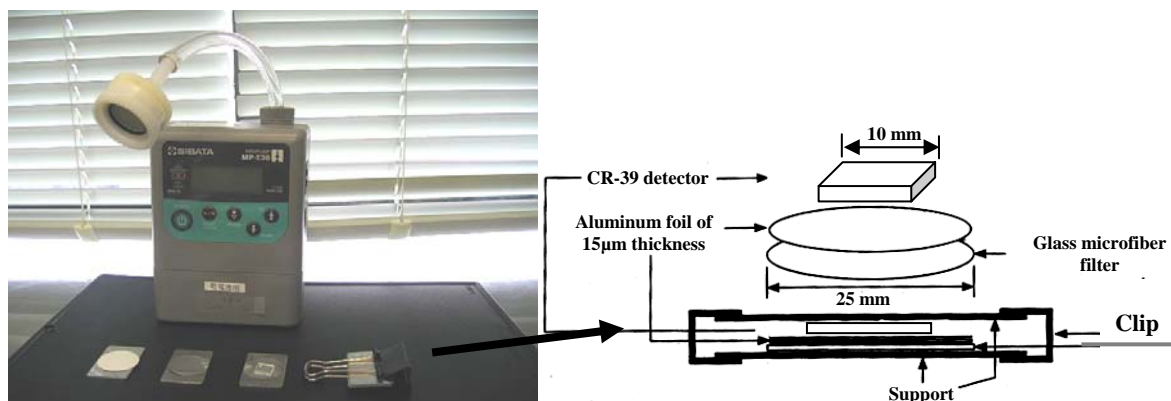 SIBATA
MP-Σ30
10 mm
CR-39 detector
Aluminum foil of
15µm thickness
Glass microfiber
filter
25 mm
Clip
Support